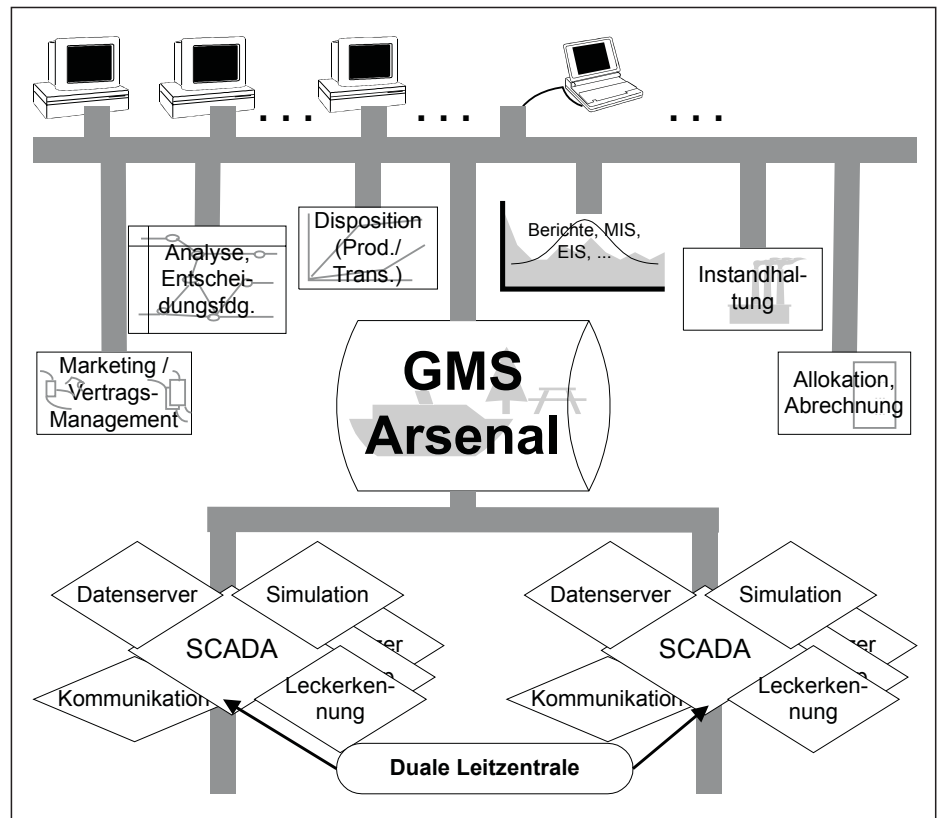 . . .
. . .
. . .
Disposition
(Prod./
Trans.)
Berichte, MIS,
EIS, ...
Analyse,
Entschei-
dungsfdg.
Instandhal-
tung
Marketing /
Vertrags-
Management
GMS
Arsenal
Allokation,
Abrechnung
Datenserver
Simulation
SCADA
Kommunikation
Leckerken-
nung
Datenserver
Simulation
SCADA
Kommunikation
Leckerken-
nung
Duale Leitzentrale